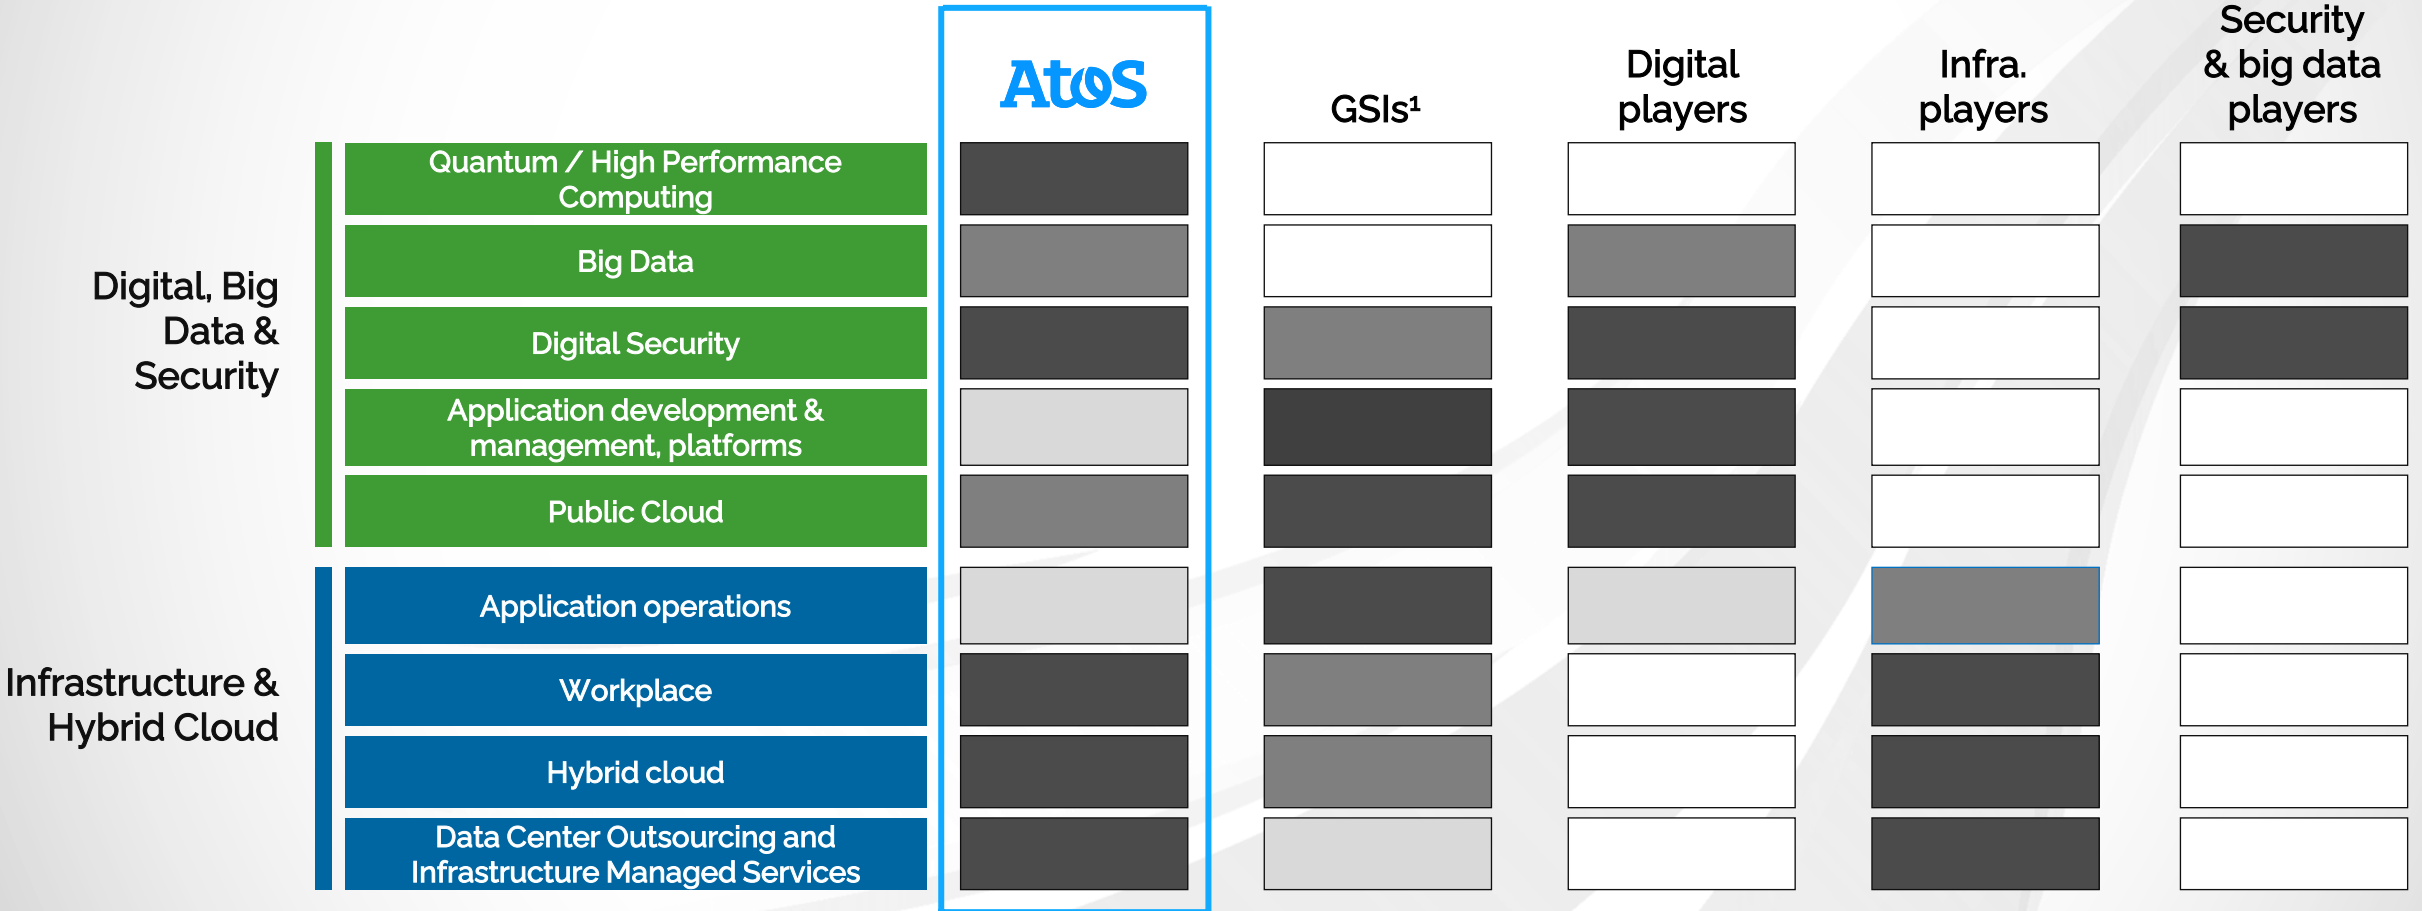 Atos
GSIs¹
Digital
players
Infra.
players
Security
& big data
players
Digital, Big
Data &
Security
Quantum / High Performance
Computing
Big Data
Digital Security
Application development &
management, platforms
Public Cloud
Infrastructure &
Hybrid Cloud
Application operations
Workplace
Hybrid cloud
Data Center Outsourcing and
Infrastructure Managed Services